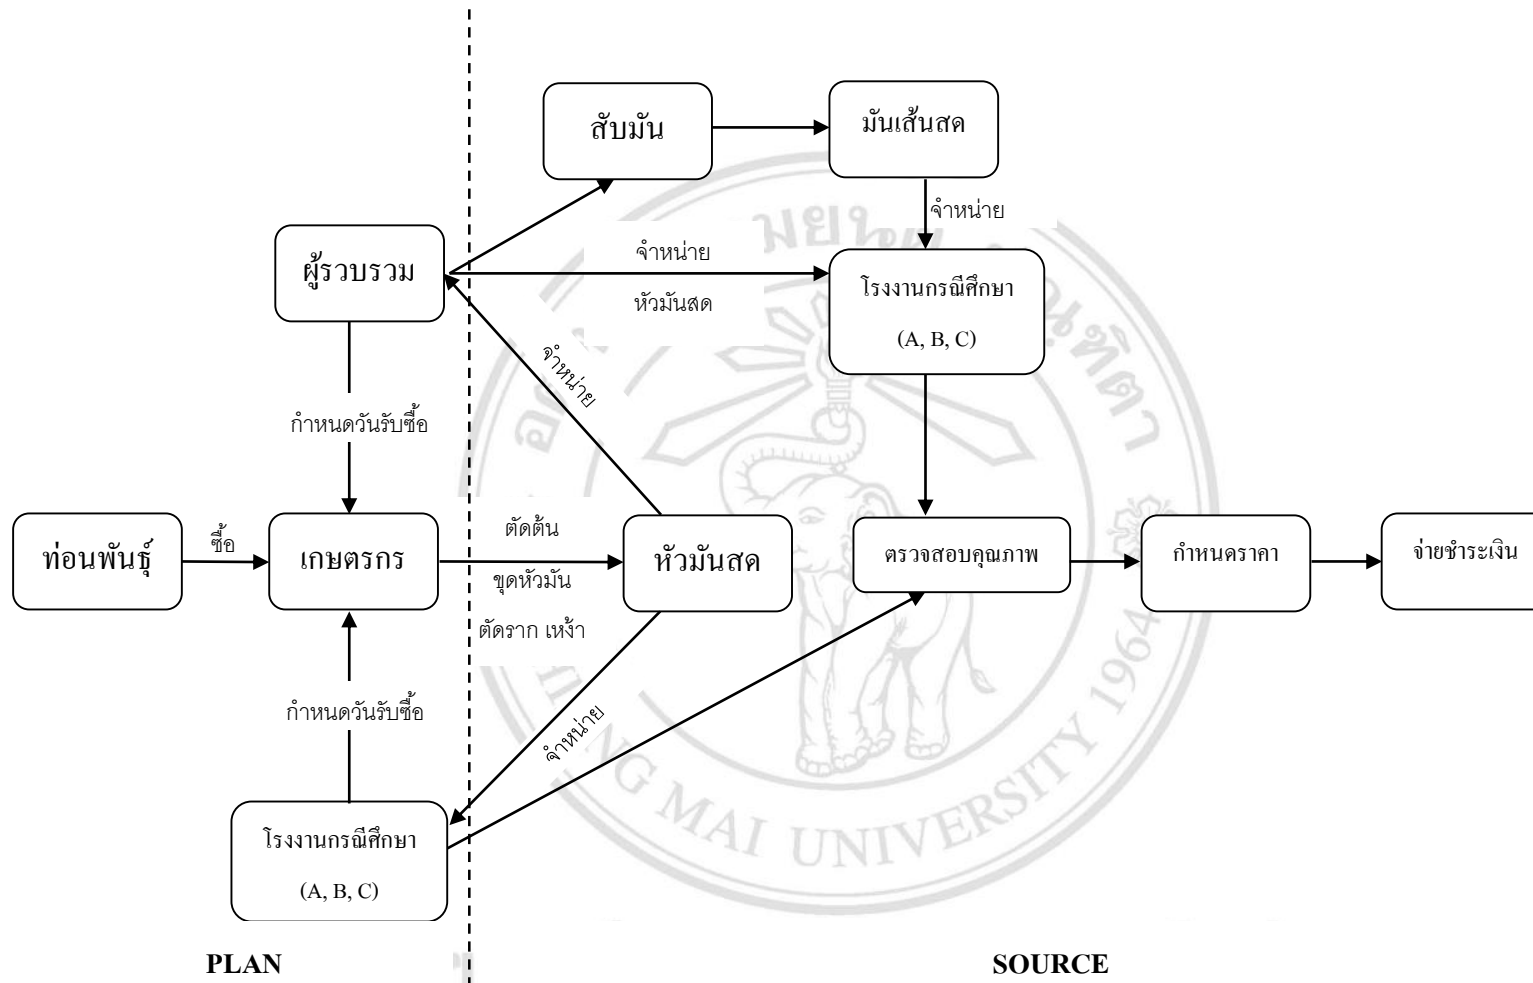 สับมัน
มันเส้นสด
จำหน่าย
ผู้รวบรวม
จำหน่าย
หัวมันสด
โรงงานกรณีศึกษา
(A, B, C)
จำหน่าย
กำหนดวันรับซื้อ
ท่อนพันธุ์
ซื้อ
เกษตรกร
ตัดต้น
ขุดหัวมัน
ตัดราก เหง้า
หัวมันสด
ตรวจสอบคุณภาพ
กำหนดราคา
จ่ายชำระเงิน
กำหนดวันรับซื้อ
จำหน่าย
โรงงานกรณีศึกษา
(A, B, C)
PLAN
SOURCE
NG MAI UNIVERSITY 1964